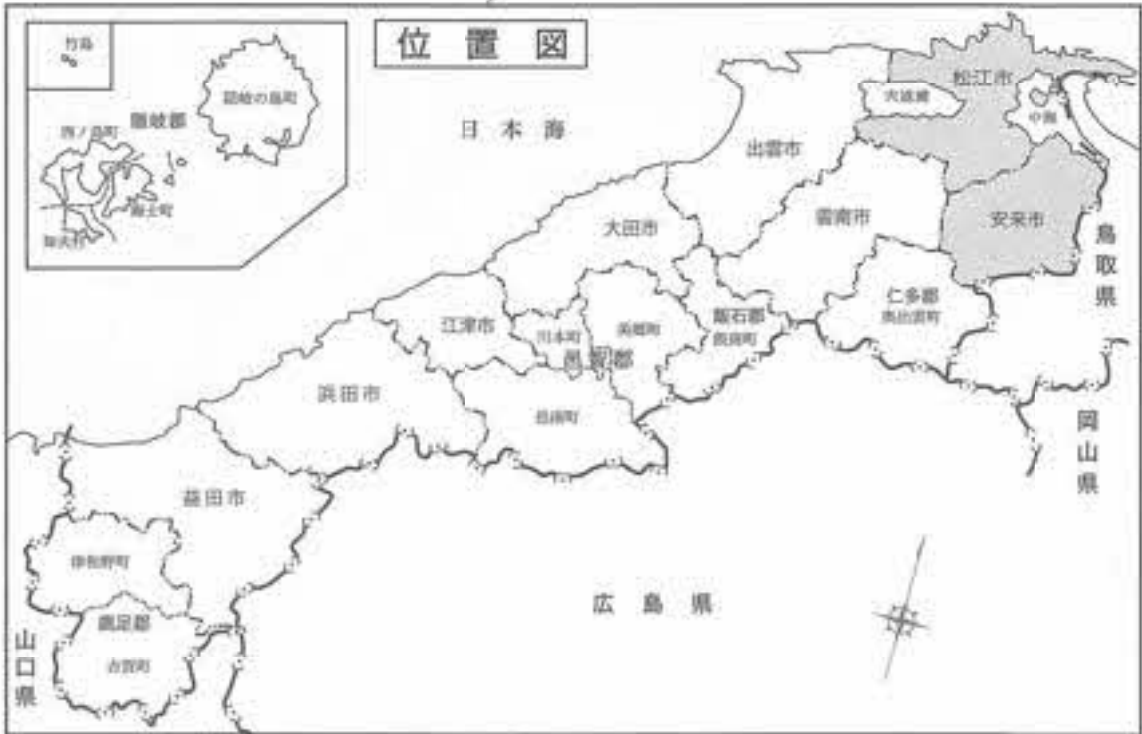 位置図
竹島
隠岐の島町
隠岐郡
西ノ島町
海士町
知夫村
日本海
松江市
宍道湖
中海
出雲市
雲南市
安来市
大田市
鳥取県
仁多郡
奥出雲町
江津市
川本町
美郷町
飯石郡
飯南町
邑智郡
浜田市
邑南町
岡山県
益田市
津和野町
広島県
鹿足郡
吉賀町
山口県